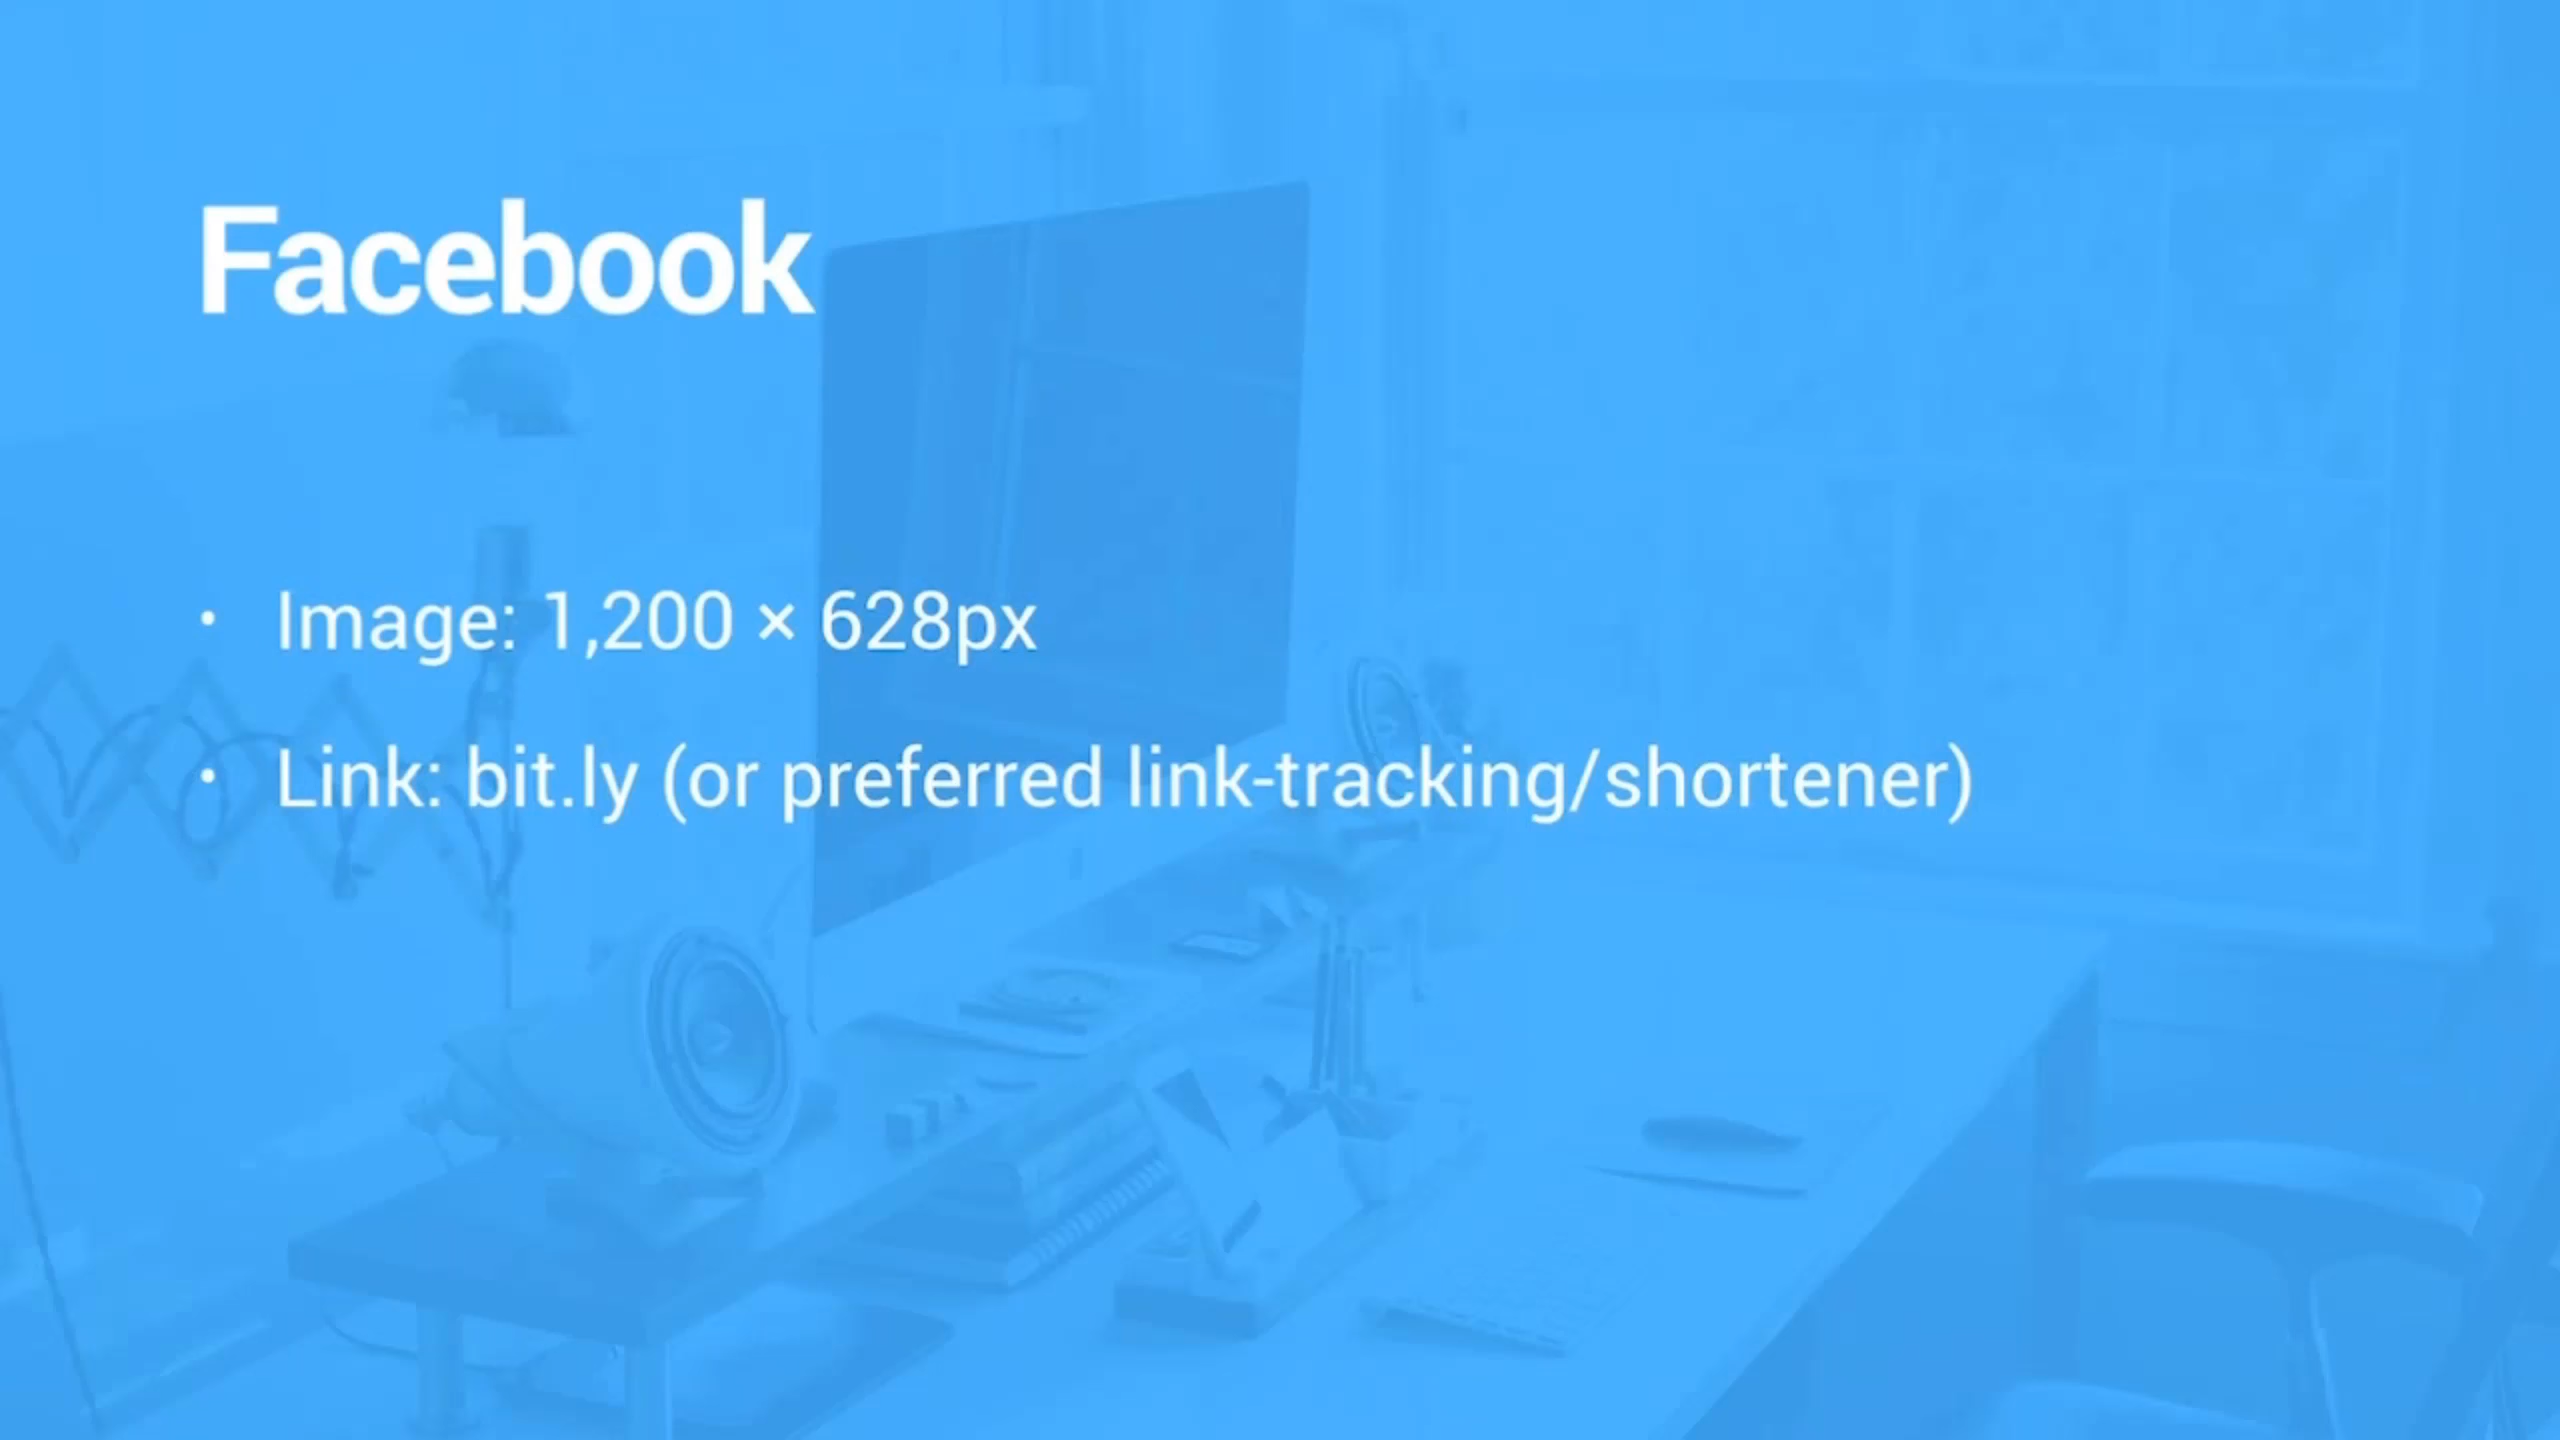 Facebook
• Image: 1,200 × 628px
• Link: bit.ly (or preferred link-tracking/shortener)